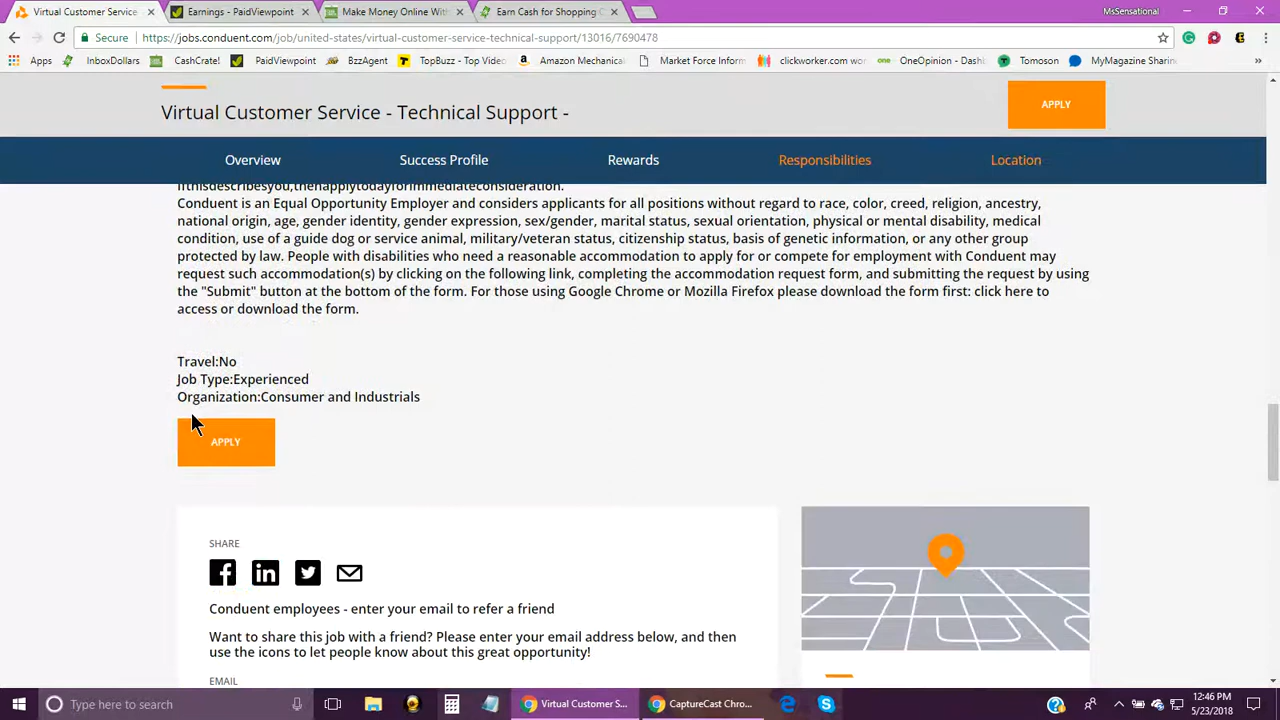 Virtual Customer Service
Earnings - PaidViewpoint
Make Money Online With
Earn Cash for Shopping C
MsSensational
Secure
https://jobs.conduent.com/job/united-states/virtual-customer-service-technical-support/13016/7690478
Apps
InboxDollars
CashCrate!
PaidViewpoint
BzzAgent
TopBuzz - Top Video
Amazon Mechanica
Market Force Inform
clickworker.com wo
OneOpinion - Dashb
Tomoson
MyMagazine Sharin
Virtual Customer Service - Technical Support -
APPLY
Overview
Success Profile
Rewards
Responsibilities
Location
Ifthisdescribesyou,thenapplytodayforimmediateconsideration.
Conduent is an Equal Opportunity Employer and considers applicants for all positions without regard to race, color, creed, religion, ancestry,
national origin, age, gender identity, gender expression, sex/gender, marital status, sexual orientation, physical or mental disability, medical
condition, use of a guide dog or service animal, military/veteran status, citizenship status, basis of genetic information, or any other group
protected by law. People with disabilities who need a reasonable accommodation to apply for or compete for employment with Conduent may
request such accommodation(s) by clicking on the following link, completing the accommodation request form, and submitting the request by using
the "Submit" button at the bottom of the form. For those using Google Chrome or Mozilla Firefox please download the form first: click here to
access or download the form.
Travel:No
Job Type:Experienced
Organization:Consumer and Industrials
APPLY
SHARE
Conduent employees - enter your email to refer a friend
Want to share this job with a friend? Please enter your email address below, and then
use the icons to let people know about this great opportunity!
EMAIL
Type here to search
Virtual Customer S...
CaptureCast Chro...
12:46 PM
5/23/2018